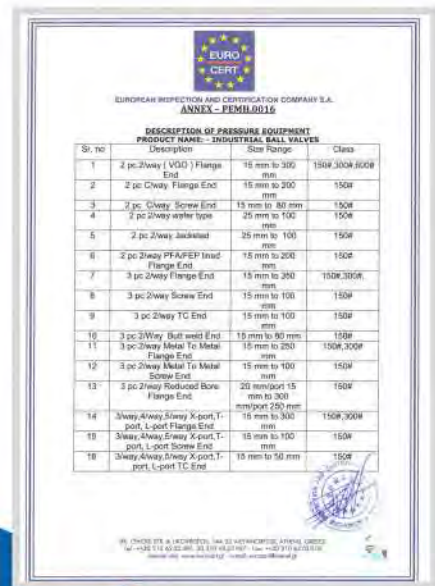 EURO
CERT
EUROPEAN INSPECTION AND CERTIFICATION COMPANY S.A.
ANNEX – PEMH.0016
DESCRIPTION OF PRESSURE EQUIPMENT
PRODUCT NAME: - INDUSTRIAL BALL VALVES
Sr. no Description Size Range Class
1 2 pc 2/way ( VGO ) Flange End 15 mm to 300 mm 150#,300#,600#
2 2 pc C/way Flange End 15 mm to 200 mm 150#
3 2 pc C/way Screw End 15 mm to 80 mm 150#
4 2 pc 2/way wafer type 25 mm to 100 mm 150#
5 2 pc 2/way Jacketed 25 mm to 100 mm 150#
6 2 pc 2/way PFA/FEP lined Flange End 15 mm to 200 mm 150#
7 3 pc 2/way Flange End 15 mm to 350 mm 150#,300#,
8 3 pc 2/way Screw End 15 mm to 100 mm 150#
9 3 pc 2/way TC End 15 mm to 100 mm 150#
10 3 pc 2/Way Butt weld End 15 mm to 80 mm 150#
11 3 pc 2/way Metal To Metal Flange End 15 mm to 250 mm 150#,300#
12 3 pc 2/way Metal To Metal Screw End 15 mm to 100 mm 150#
13 3 pc 2/way Reduced Bore Flange End 20 mm/port 15 mm to 300 mm/port 250 mm 150#
14 3/way,4/way,5/way X-port,T-port, L-port Flange End 15 mm to 300 mm 150#,300#
15 3/way,4/way,5/way X-port,T-port, L-port Screw End 15 mm to 100 mm 150#
16 3/way,4/way,5/way X-port,T-port, L-port TC End 15 mm to 50 mm 150#